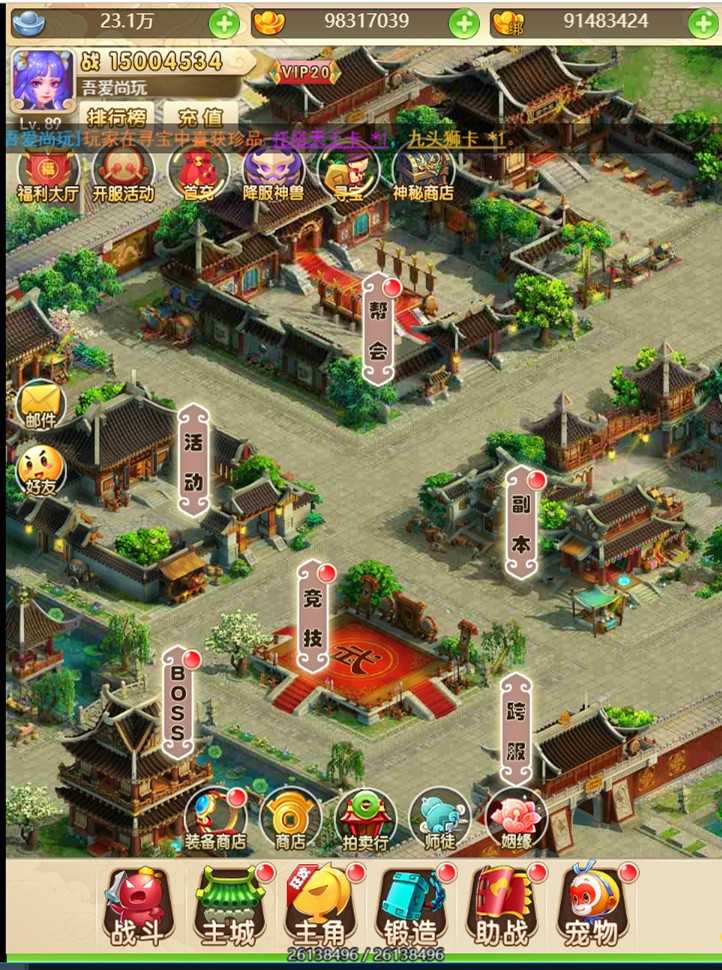 23.1万
98317039
绑
91483424
战 15004534
VIP20
吾爱尚玩
Lv. 89
排行榜
充值
吾爱尚玩]玩家在寻宝中喜获珍品 *1, 九头狮卡 *1。
福
福利大厅
开服活动
首充
降服神兽
寻宝
神秘商店
帮会
邮件
活动
好友
副本
竞技
武
BOSS
跨服
装备商店
商店
拍卖行
师徒
姻缘
狂欢
战斗
主城
主角
锻造
助战
宠物
26138496 / 26138496